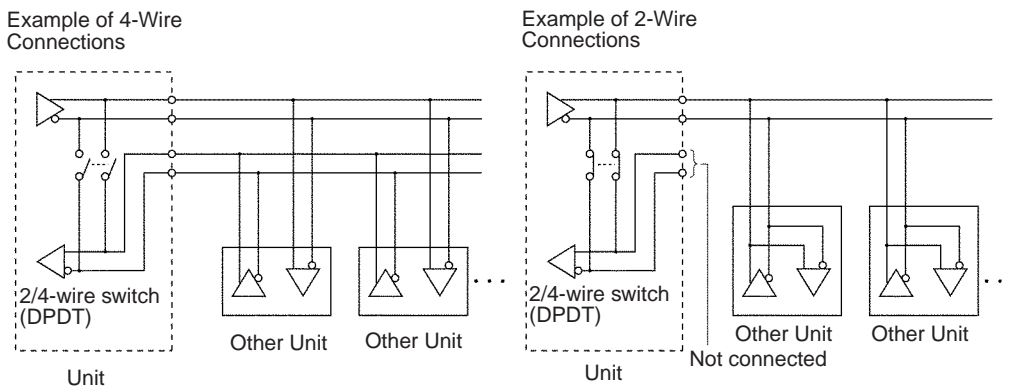 Example of 4-Wire
Connections
2/4-wire switch
(DPDT)
Other Unit
Other Unit
. . .
Unit
Example of 2-Wire
Connections
2/4-wire switch
(DPDT)
Other Unit
Other Unit
. .
Not connected
Unit